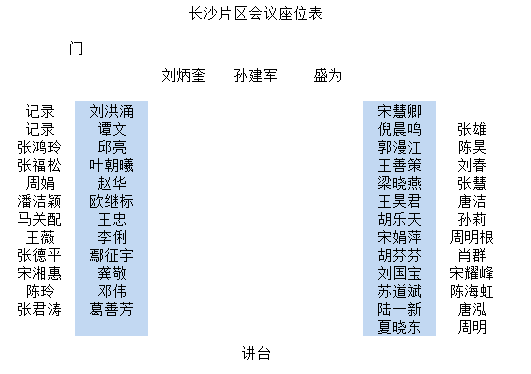 长沙片区会议座位表
门
刘炳奎 孙建军 盛为
记录 刘洪涌 宋慧卿
记录 谭文 倪晨鸣 张雄
张鸿玲 邱亮 郭漫江 陈昊
张福松 叶朝曦 王善策 刘春
周娟 赵华 梁晓燕 张慧
潘洁颖 欧继标 王昊君 唐洁
马关配 王忠 胡乐天 孙莉
王薇 李俐 宋娟萍 周明根
张德平 鄢征宇 胡芬芬 肖群
宋湘惠 龚敬 刘国宝 宋耀峰
陈玲 邓伟 苏道斌 陈海虹
张君涛 葛善芳 陆一新 唐泓
夏晓东 周明
讲台